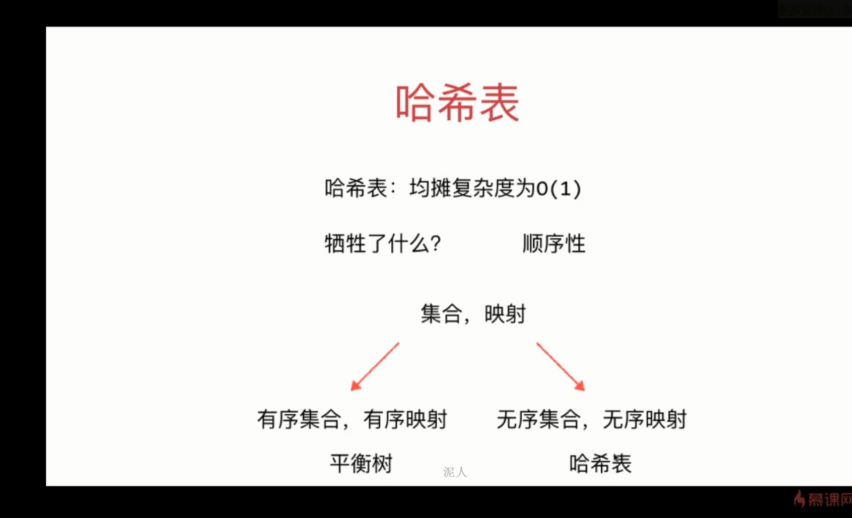 哈希表
哈希表：均摊复杂度为O(1)
牺牲了什么？ 顺序性
集合，映射
有序集合，有序映射 无序集合，无序映射
平衡树 哈希表
泥人
慕课网